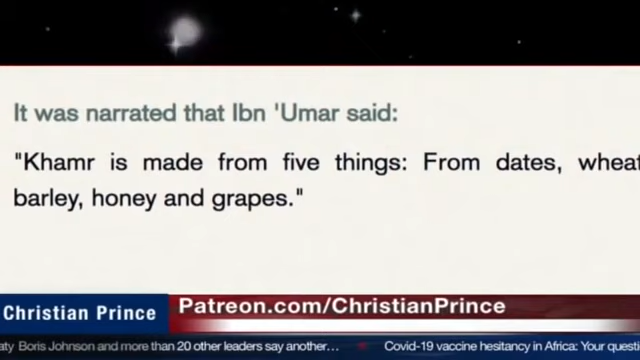 It was narrated that Ibn 'Umar said:
"Khamr is made from five things: From dates, wheat
barley, honey and grapes."
Christian Prince
Patreon.com/ChristianPrince
Boris Johnson and more than 20 other leaders say another...
Covid-19 vaccine hesitancy in Africa: Your